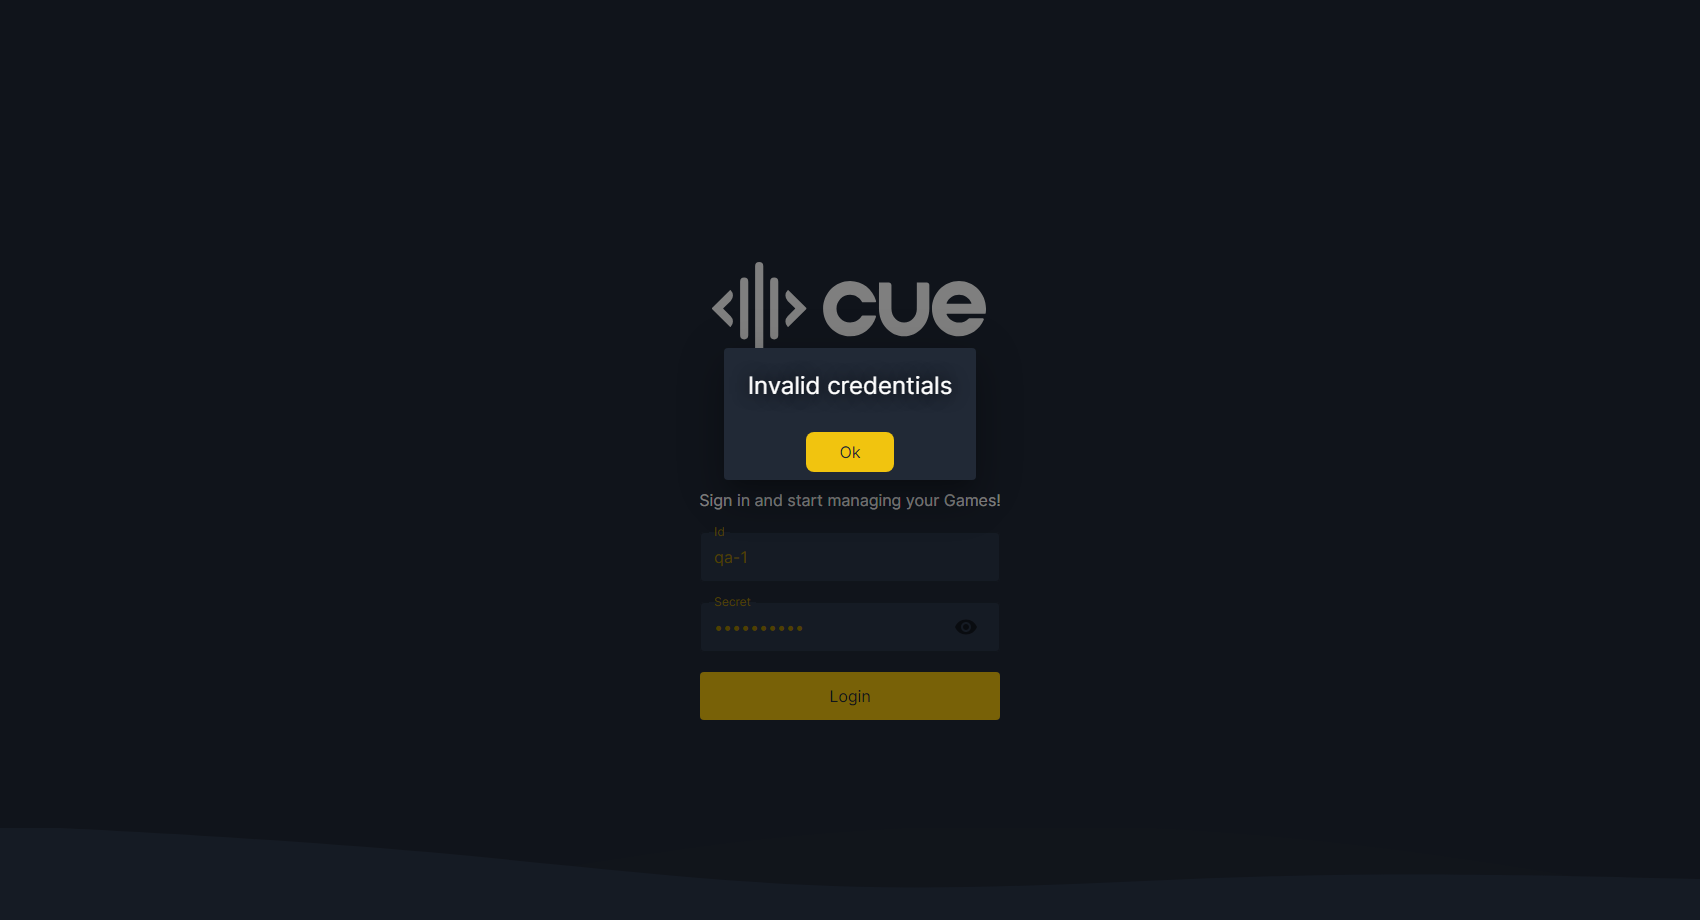 cue
Invalid credentials
Ok
Sign in and start managing your Games!
Id
qa-1
Secret
••••••••••
Login